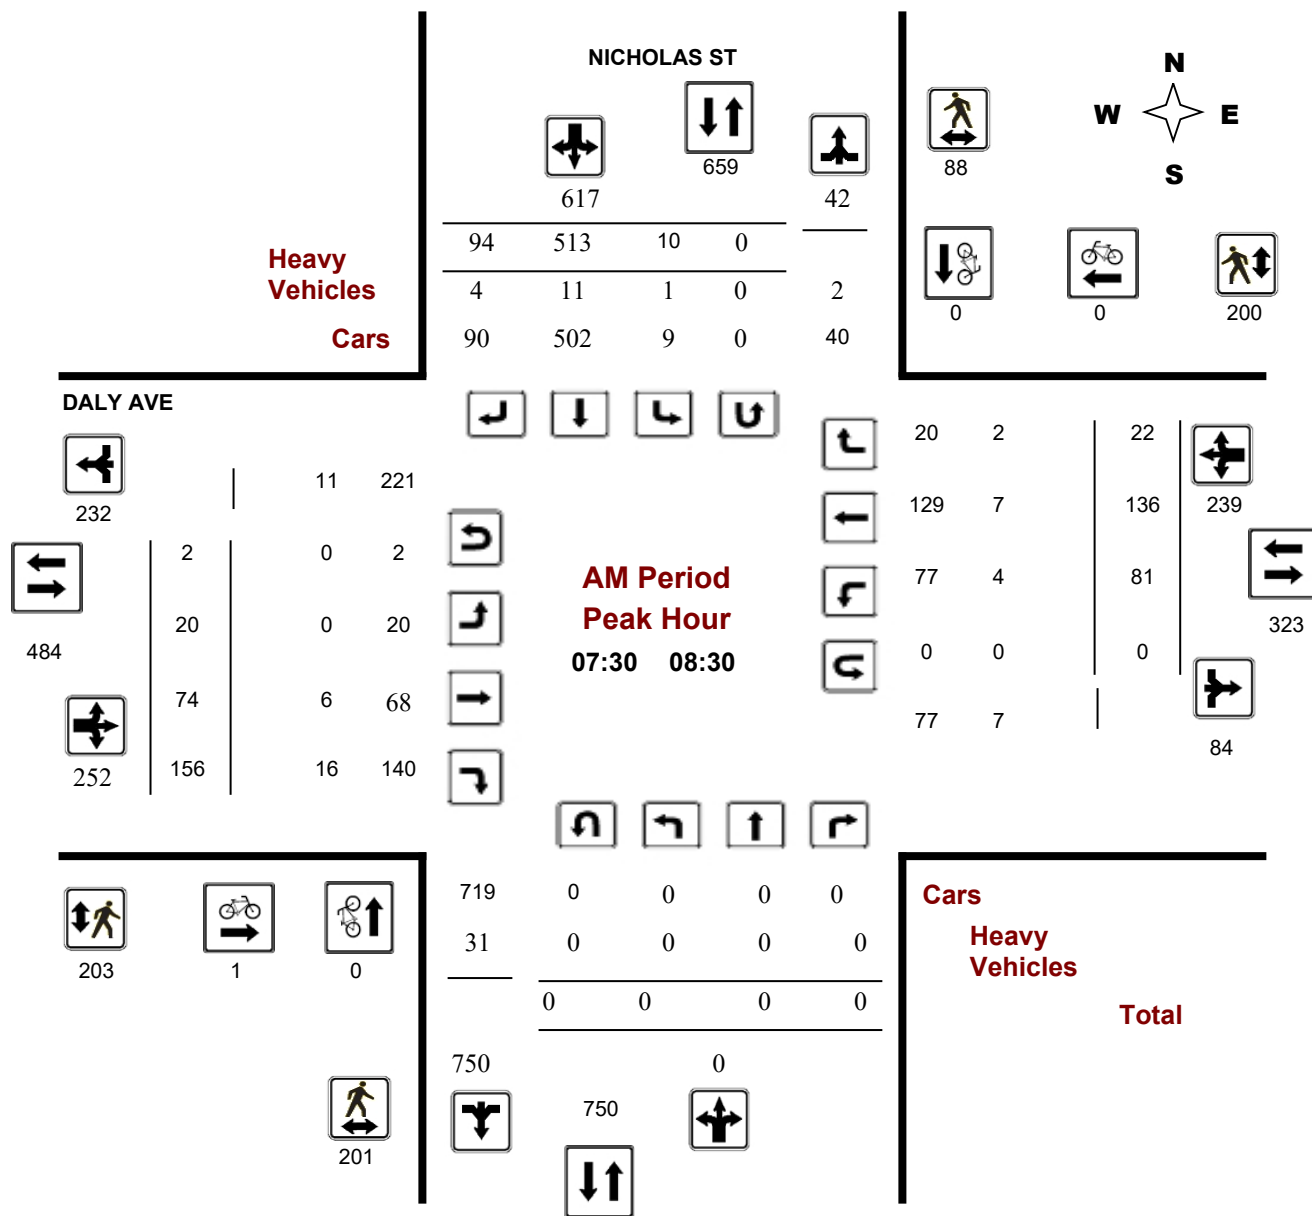 NICHOLAS ST
N
W E
S
659
617
42
88
94 513 10 0
Heavy
Vehicles
4 11 1 0 2
Cars
90 502 9 0 40
0 0 200
DALY AVE
232
11 221
484
2 0 2
20 0 20
74 6 68
252
156 16 140
AM Period
Peak Hour
07:30 08:30
20 2 22
129 7 136 239
77 4 81
323
0 0 0
77 7
84
719 0 0 0 0
31 0 0 0 0
0 0 0 0
750 0
750
Cars
Heavy
Vehicles
Total
203 1 0
201